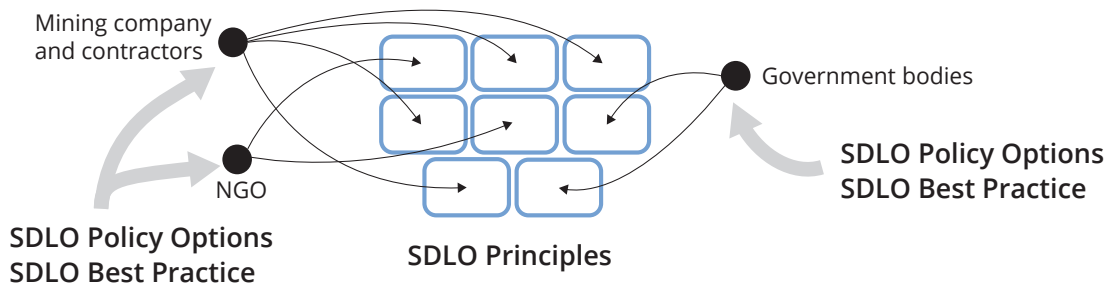 Mining company
and contractors
Government bodies
NGO
SDLO Policy Options
SDLO Best Practice
SDLO Principles
SDLO Policy Options
SDLO Best Practice